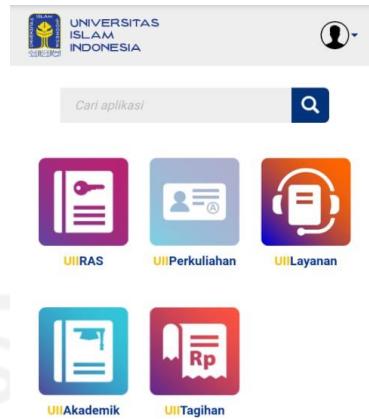 UNIVERSITAS
ISLAM
INDONESIA
Cari aplikasi
UIIRAS
UIIPerkuliahan
UIILayanan
Rp
UIIAkademik
UIITagihan